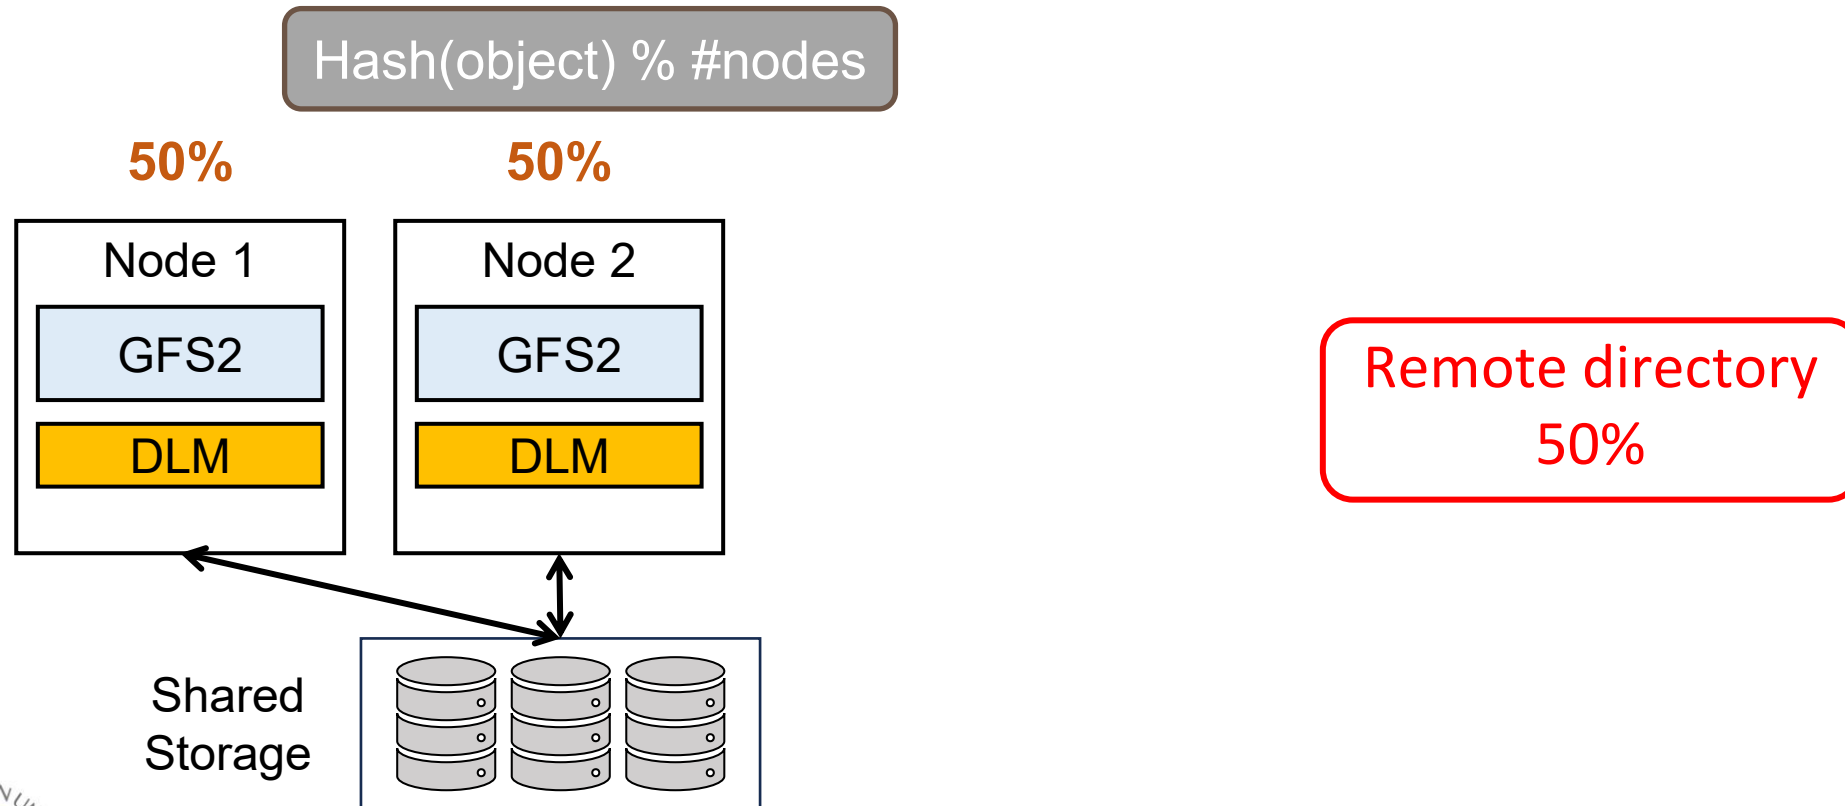 Hash(object) % #nodes
50%
50%
Node 1
Node 2
GFS2
GFS2
DLM
DLM
Remote directory
50%
Shared
Storage